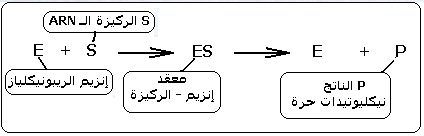 S الركيزة الـ ARN
E + S → ES → E + P
إنزيم الريبونيكلياز
معقد
إنزيم - الركيزة
P الناتج
نيكليوتيدات حرة